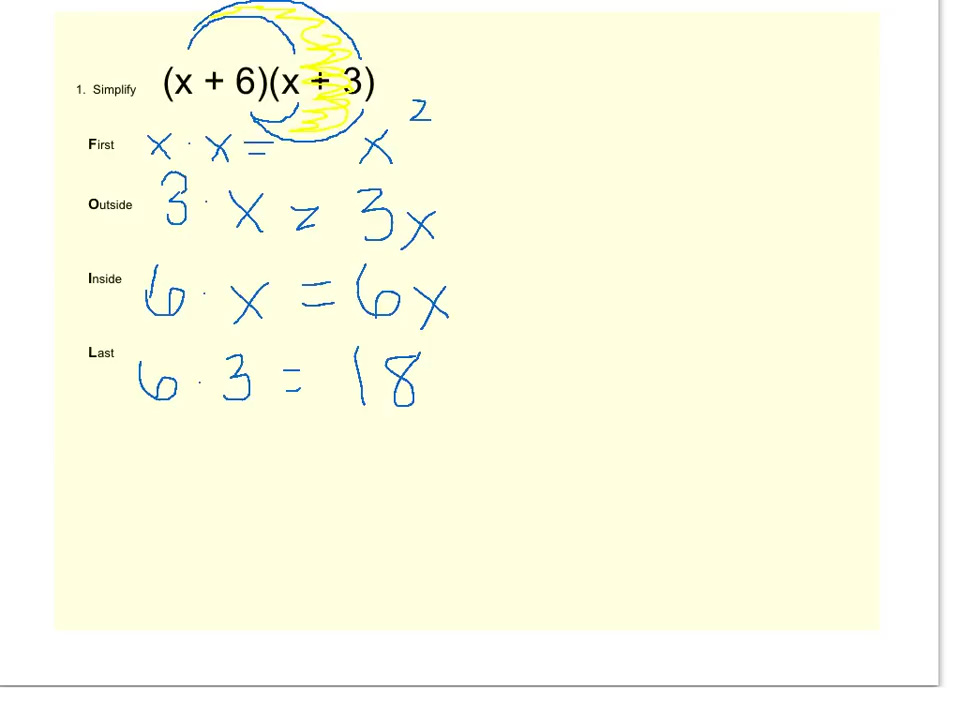 1. Simplify (x + 6)(x + 3)
First x · x = x²
Outside 3 · x = 3x
Inside 6 · x = 6x
Last 6 · 3 = 18